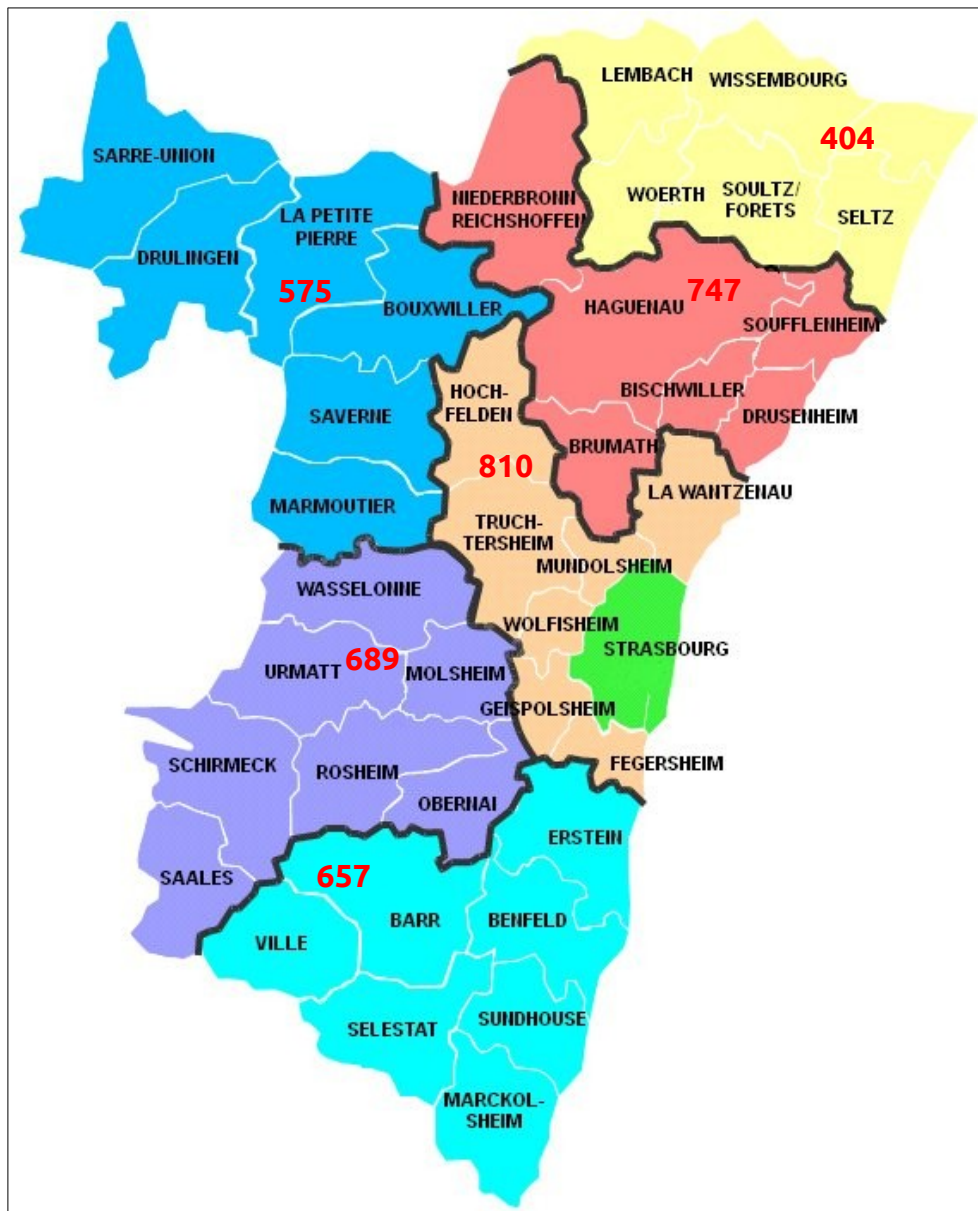 LEMBACH
WISSEMBOURG
404
SARRE-UNION
NIEDERBRONN
REICHSHOFFEN
WOERTH
SOULTZ/
FORETS
SELTZ
LA PETITE
PIERRE
DRULINGEN
575
BOUXWILLER
HAGUENAU
747
SOUFFLENHEIM
HOCH-
FELDEN
BISCHWILLER
DRUSENHEIM
SAVERNE
BRUMATH
810
LA WANTZENAU
MARMOUTIER
TRUCH-
TERSHEIM
MUNDOLSHEIM
WASSELONNE
WOLFISHEIM
STRASBOURG
URMATT
689
MOLSHEIM
GEISPOLSHEIM
SCHIRMECK
ROSHEIM
FEGERSHEIM
OBERNAI
ERSTEIN
SAALES
657
BARR
BENFELD
VILLE
SELESTAT
SUNDHOUSE
MARCKOL-
SHEIM